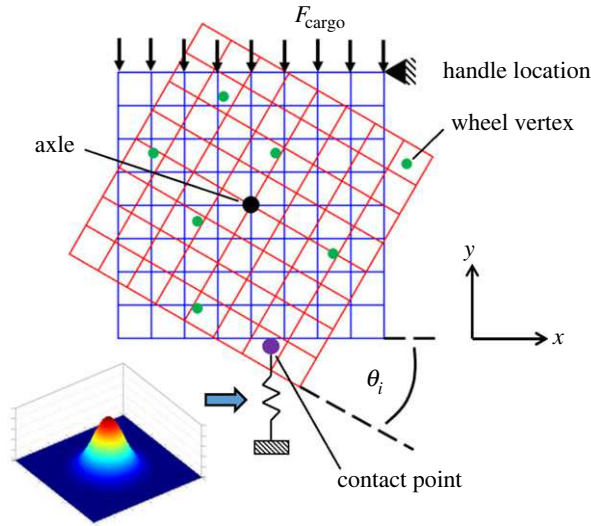 F_cargo
handle location
wheel vertex
axle
y
x
θ_i
contact point